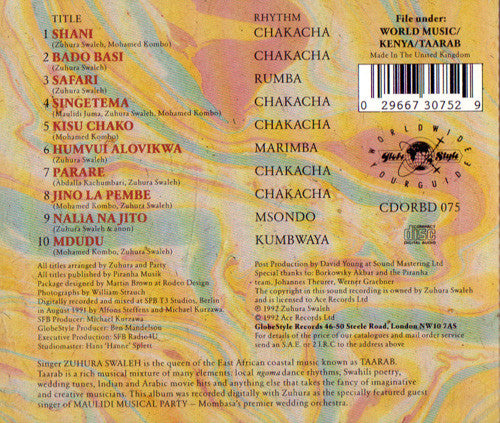 TITLE RHYTHM
1 SHANI CHAKACHA
(Zuhura Swaleh, Mohamed Kombo)
2 BADO BASI CHAKACHA
(Zuhura Swaleh)
3 SAFARI RUMBA
(Zuhura Swaleh)
4 SINGETEMA CHAKACHA
(Maulidi Juma, Zuhura Swaleh, Mohamed Kombo)
5 KISU CHAKO CHAKACHA
(Mohamed Kombo)
6 HUMVUI ALOVIKWA MARIMBA
(Zuhura Swaleh)
7 PARARE CHAKACHA
(Abdalla Kachumbari, Zuhura Swaleh)
8 JINO LA PEMBE CHAKACHA
(Mohamed Kombo, Zuhura Swaleh)
9 NALIA NA JITO MSONDO
(Zuhura Swaleh & anon)
10 MDUDU KUMBWAYA
(Mohamed Kombo, Zuhura Swaleh)
File under:
WORLD MUSIC/
KENYA/TAARAB
Made In The United Kingdom
0 29667 30752 9
WORLDWIDE
Globe Style
YOUR GUIDE
CDORBD 075
COMPACT
disc
DIGITAL AUDIO
All titles arranged by Zuhura and Party
All titles published by Piranha Musik
Package designed by Martin Brown at Rodeo Design
Photographs by William Strauch
Digitally recorded and mixed at SPB T3 Studios, Berlin
in August 1991 by Alfons Steffens and Michael Kurzawa.
Producer: Michael Kurzawa
GlobeStyle Producer: Ben Mandelson
Executive Production: SFB Radio4U
Studiomanager: Hans 'Hanne' Spleet
Post Production by David Young at Sound Mastering Ltd
Special thanks to: Borkowsky Akbar and the Piranha
team, Johannes Theurer, Werner Graebner
The copyright in this sound recording is owned by Zuhura Swaleh
and is licensed to Ace Records Ltd
℗ 1992 Zuhura Swaleh
© 1992 Ace Records Ltd
GlobeStyle Records 46-50 Steele Road, London NW10 7AS
For details of the price of our catalogues and mail order service
send an S.A.E. or 2 I.R.C. to the above address.
Singer ZUHURA SWALEH is the queen of the East African coastal music known as TAARAB.
Taarab is a rich musical mixture of many elements: local ngoma dance rhythms, Swahili poetry,
wedding tunes, Indian and Arabic movie hits and anything else that takes the fancy of imaginative
and creative musicians. This album was recorded digitally with Zuhura as the specially featured guest
singer of MAULIDI MUSICAL PARTY – Mombasa's premier wedding orchestra.